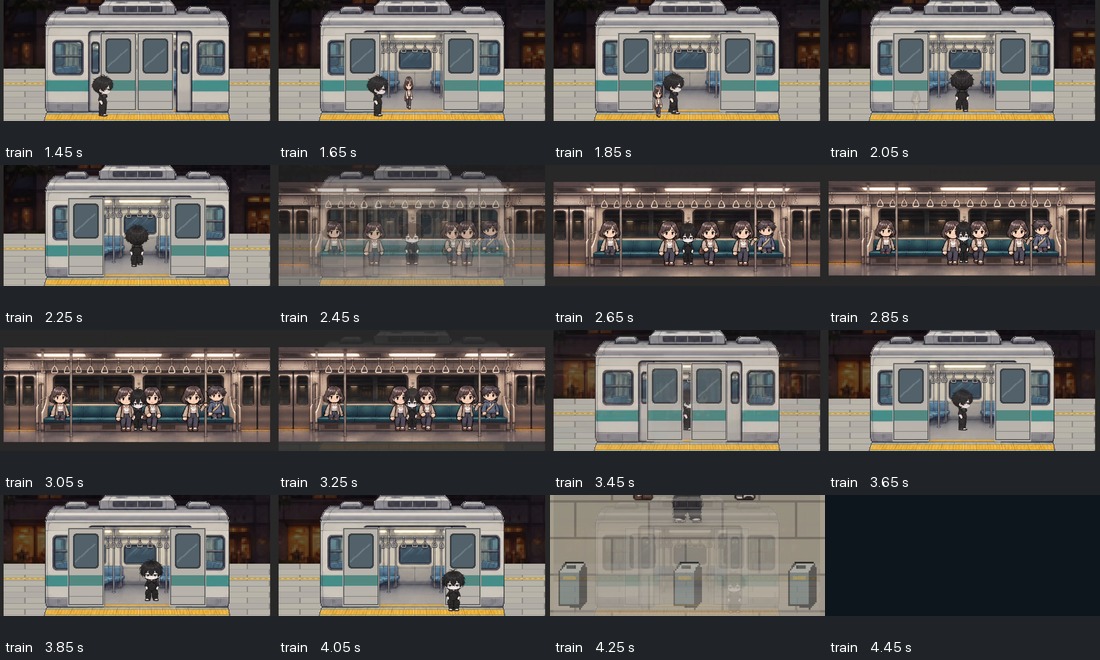 train 1.45 s
train 1.65 s
train 1.85 s
train 2.05 s
train 2.25 s
train 2.45 s
train 2.65 s
train 2.85 s
train 3.05 s
train 3.25 s
train 3.45 s
train 3.65 s
train 3.85 s
train 4.05 s
train 4.25 s
train 4.45 s